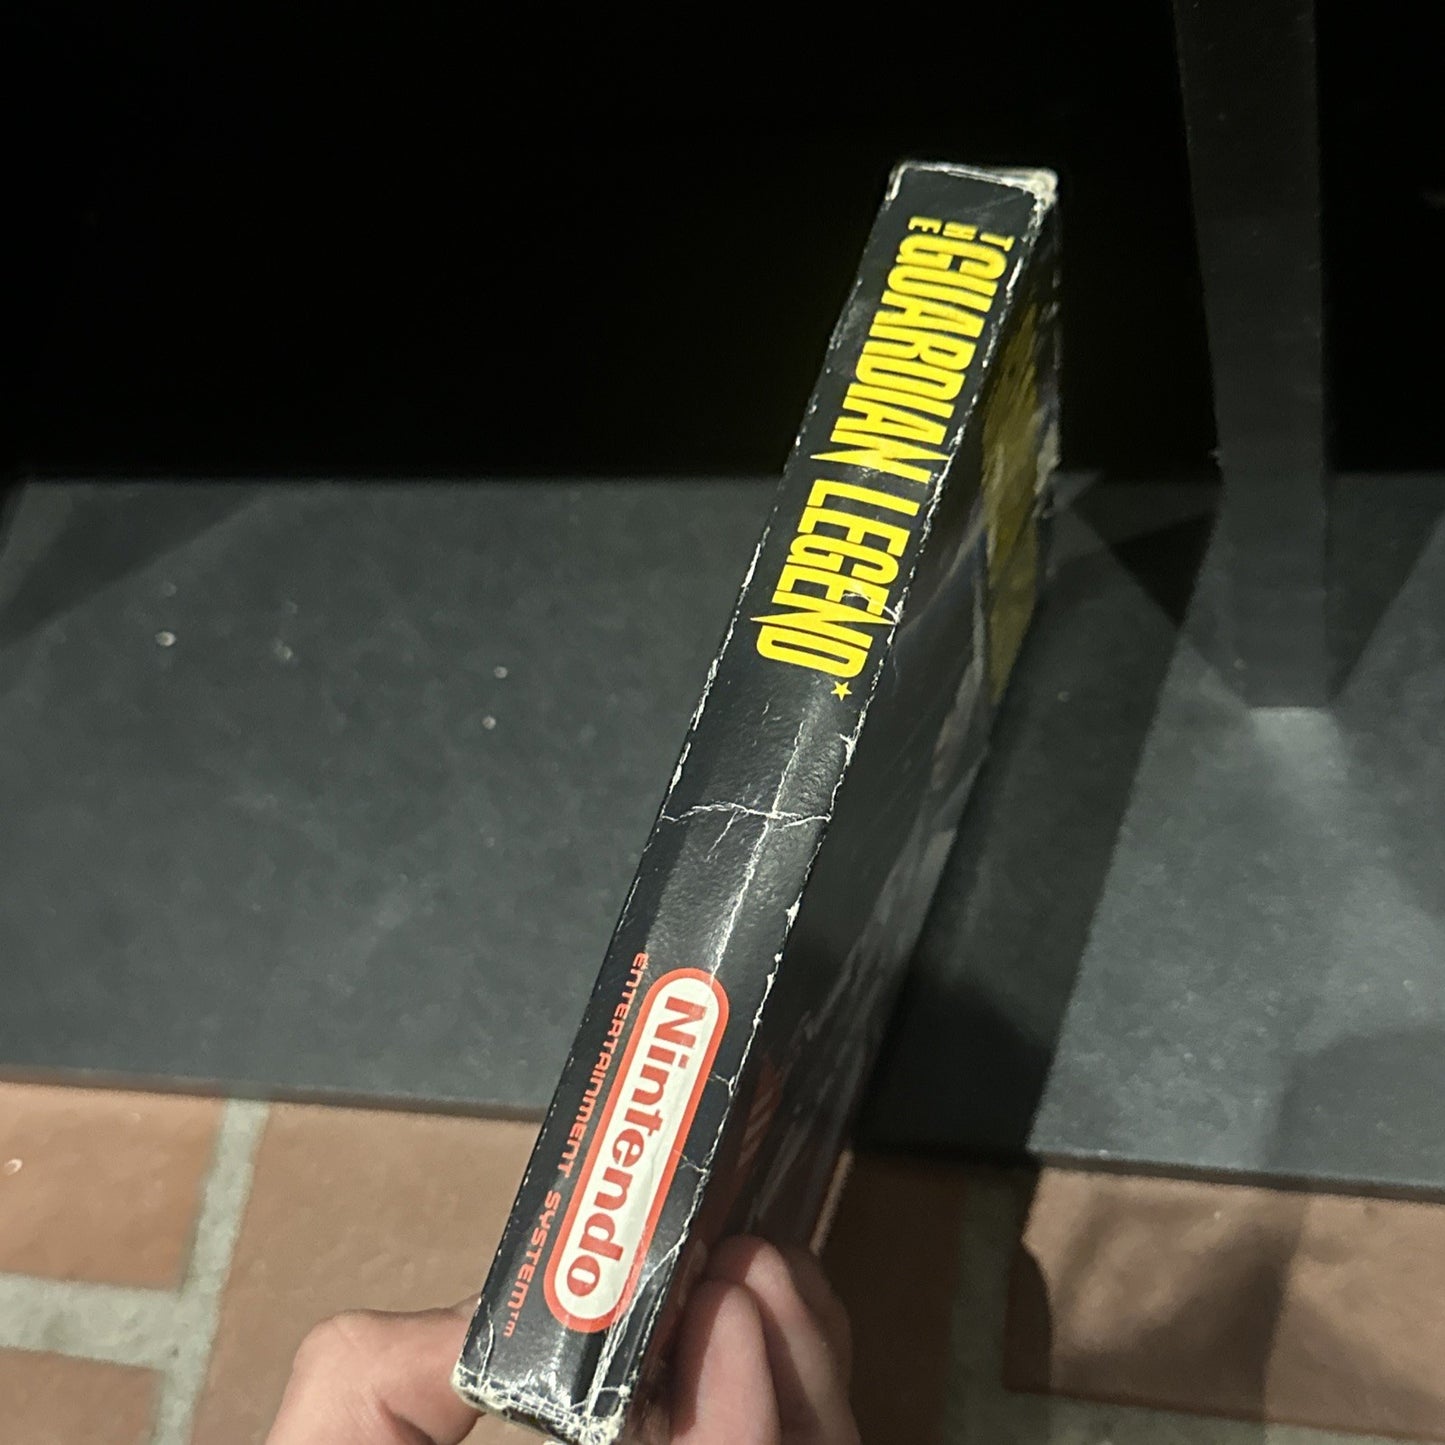 THE
GUARDIAN LEGEND
Nintendo
ENTERTAINMENT SYSTEM™